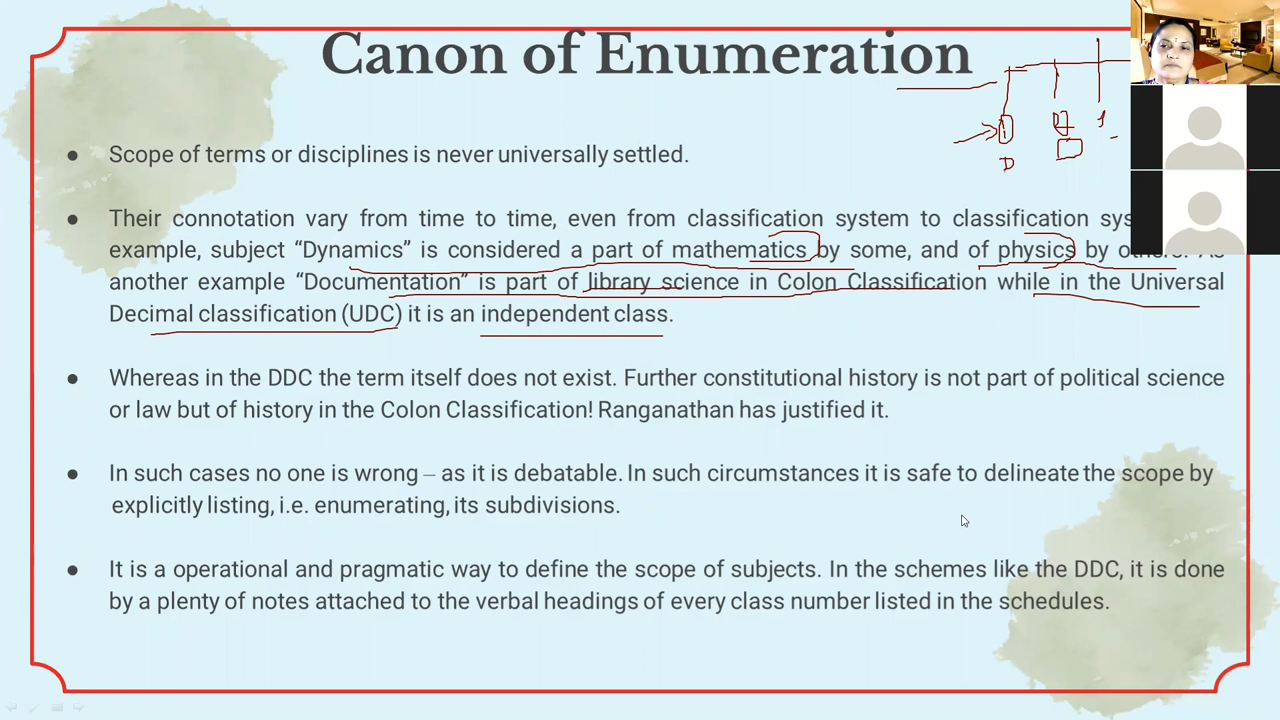 Canon of Enumeration
● Scope of terms or disciplines is never universally settled.
● Their connotation vary from time to time, even from classification system to classification sys
example, subject “Dynamics” is considered a part of mathematics by some, and of physics by others. As
another example “Documentation” is part of library science in Colon Classification while in the Universal
Decimal classification (UDC) it is an independent class.
● Whereas in the DDC the term itself does not exist. Further constitutional history is not part of political science
or law but of history in the Colon Classification! Ranganathan has justified it.
● In such cases no one is wrong – as it is debatable. In such circumstances it is safe to delineate the scope by
explicitly listing, i.e. enumerating, its subdivisions.
● It is a operational and pragmatic way to define the scope of subjects. In the schemes like the DDC, it is done
by a plenty of notes attached to the verbal headings of every class number listed in the schedules.